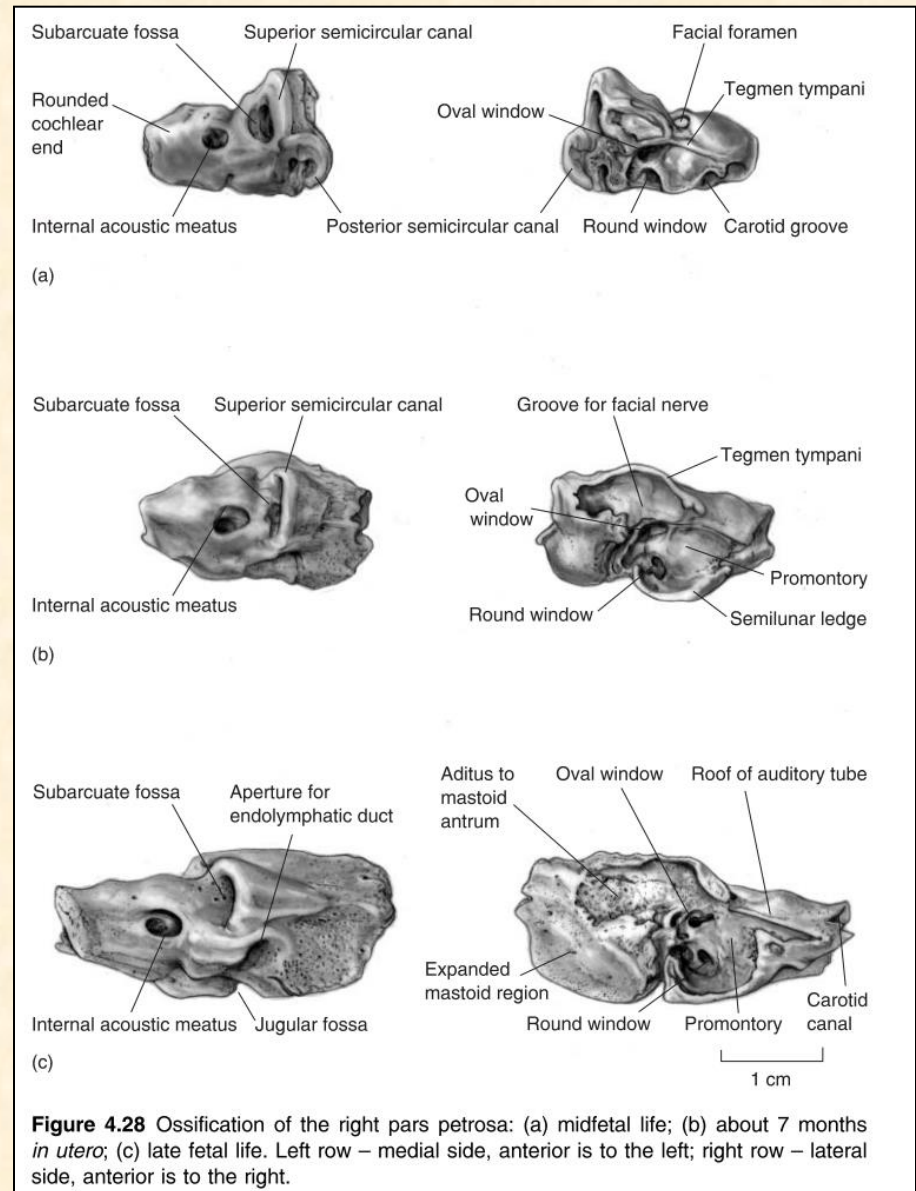 Subarcuate fossa
Superior semicircular canal
Facial foramen
Tegmen tympani
Rounded
cochlear
end
Oval window
Internal acoustic meatus
Posterior semicircular canal
Round window
Carotid groove
(a)
Subarcuate fossa
Superior semicircular canal
Groove for facial nerve
Tegmen tympani
Oval
window
Promontory
Internal acoustic meatus
Round window
Semilunar ledge
(b)
Subarcuate fossa
Aperture for
endolymphatic duct
Aditus to
mastoid
antrum
Oval window
Roof of auditory tube
Expanded
mastoid region
Carotid
canal
Internal acoustic meatus
Jugular fossa
Round window
Promontory
(c)
1 cm
Figure 4.28 Ossification of the right pars petrosa: (a) midfetal life; (b) about 7 months
in utero; (c) late fetal life. Left row – medial side, anterior is to the left; right row – lateral
side, anterior is to the right.